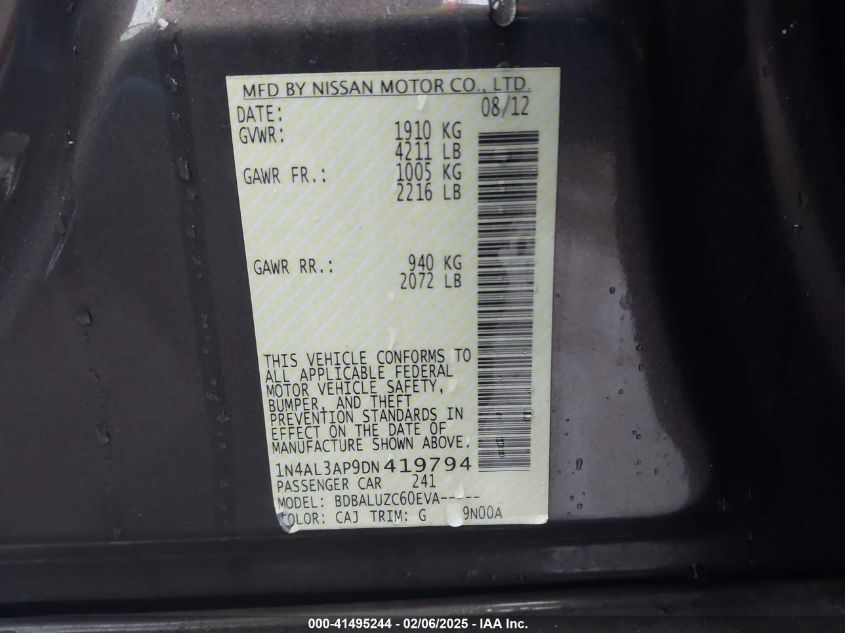 MFD BY NISSAN MOTOR CO., LTD.
DATE: 08/12
GVWR: 1910 KG
4211 LB
GAWR FR.: 1005 KG
2216 LB
GAWR RR.: 940 KG
2072 LB
THIS VEHICLE CONFORMS TO
ALL APPLICABLE FEDERAL
MOTOR VEHICLE SAFETY,
BUMPER, AND THEFT
PREVENTION STANDARDS IN
EFFECT ON THE DATE OF
MANUFACTURE SHOWN ABOVE.
1N4AL3AP9DN419794
PASSENGER CAR 241
MODEL: BDBALUZC60EVA-----
COLOR: CAJ TRIM: G 9N00A
000-41495244 - 02/06/2025 - IAA Inc.